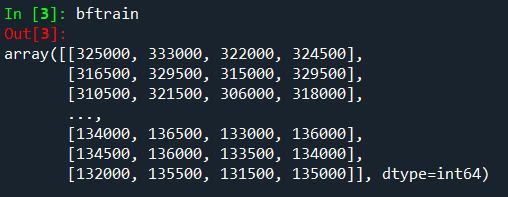 In [3]: bftrain
Out[3]:
array([[325000, 333000, 322000, 324500],
       [316500, 329500, 315000, 329500],
       [310500, 321500, 306000, 318000],
       ...,
       [134000, 136500, 133000, 136000],
       [134500, 136000, 133500, 134000],
       [132000, 135500, 131500, 135000]], dtype=int64)